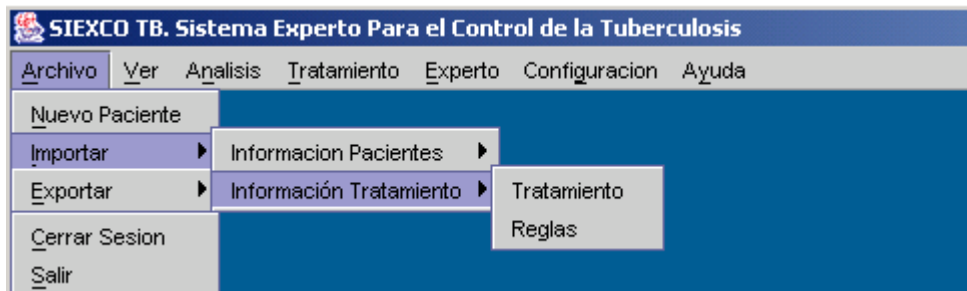 SIEXCO TB. Sistema Experto Para el Control de la Tuberculosis
Archivo Ver Analisis Tratamiento Experto Configuracion Ayuda
Nuevo Paciente
Importar
Informacion Pacientes
Exportar
Información Tratamiento
Tratamiento
Reglas
Cerrar Sesion
Salir